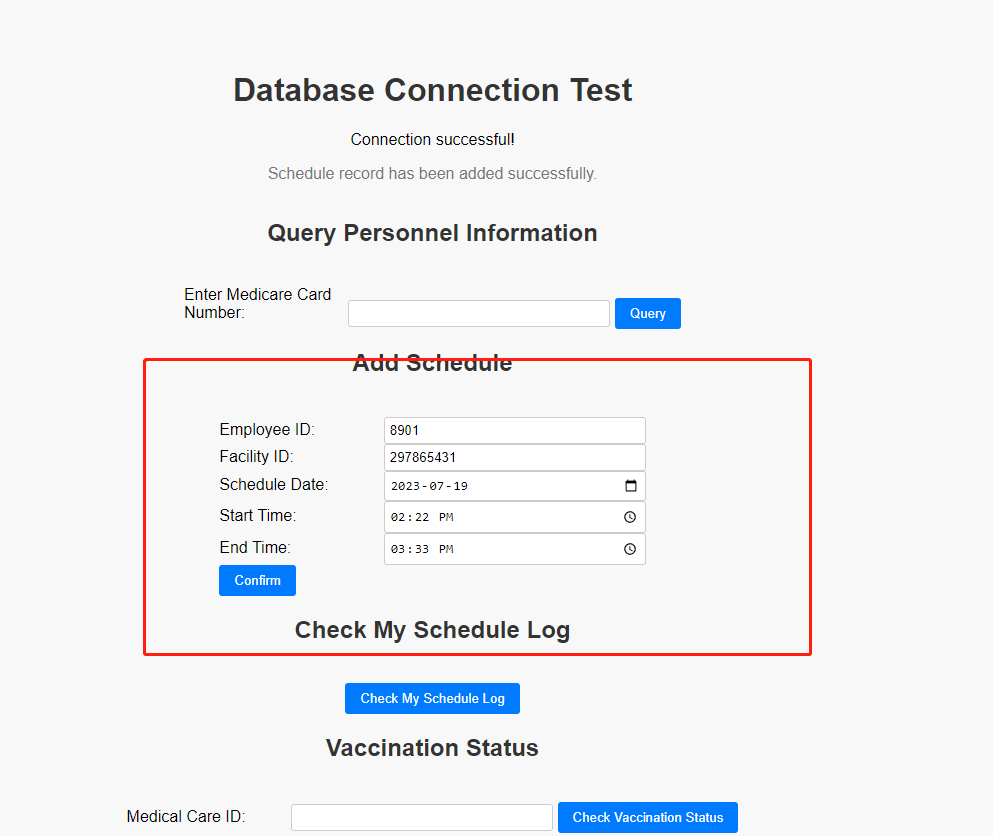 Database Connection Test
Connection successful!
Schedule record has been added successfully.
Query Personnel Information
Enter Medicare Card
Number:
Query
Add Schedule
Employee ID: 8901
Facility ID: 297865431
Schedule Date: 2023-07-19
Start Time: 02:22 PM
End Time: 03:33 PM
Confirm
Check My Schedule Log
Check My Schedule Log
Vaccination Status
Medical Care ID: Check Vaccination Status